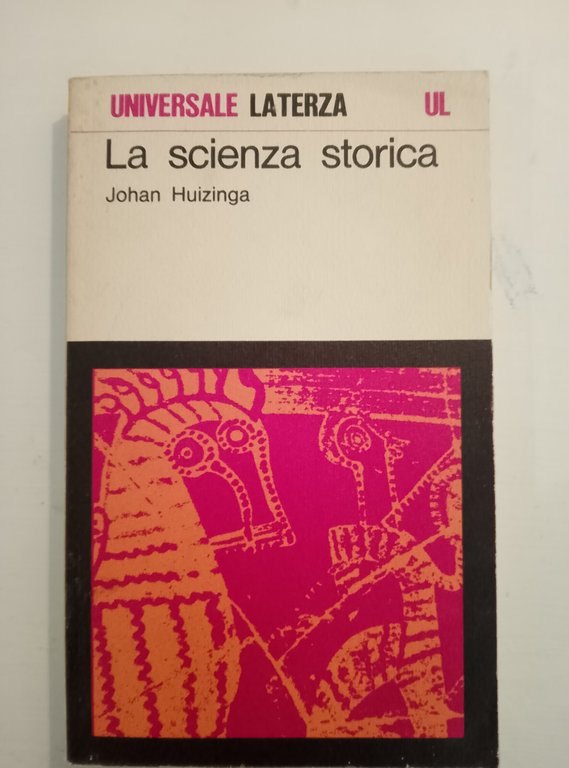 UNIVERSALE LATERZA UL
La scienza storica
Johan Huizinga